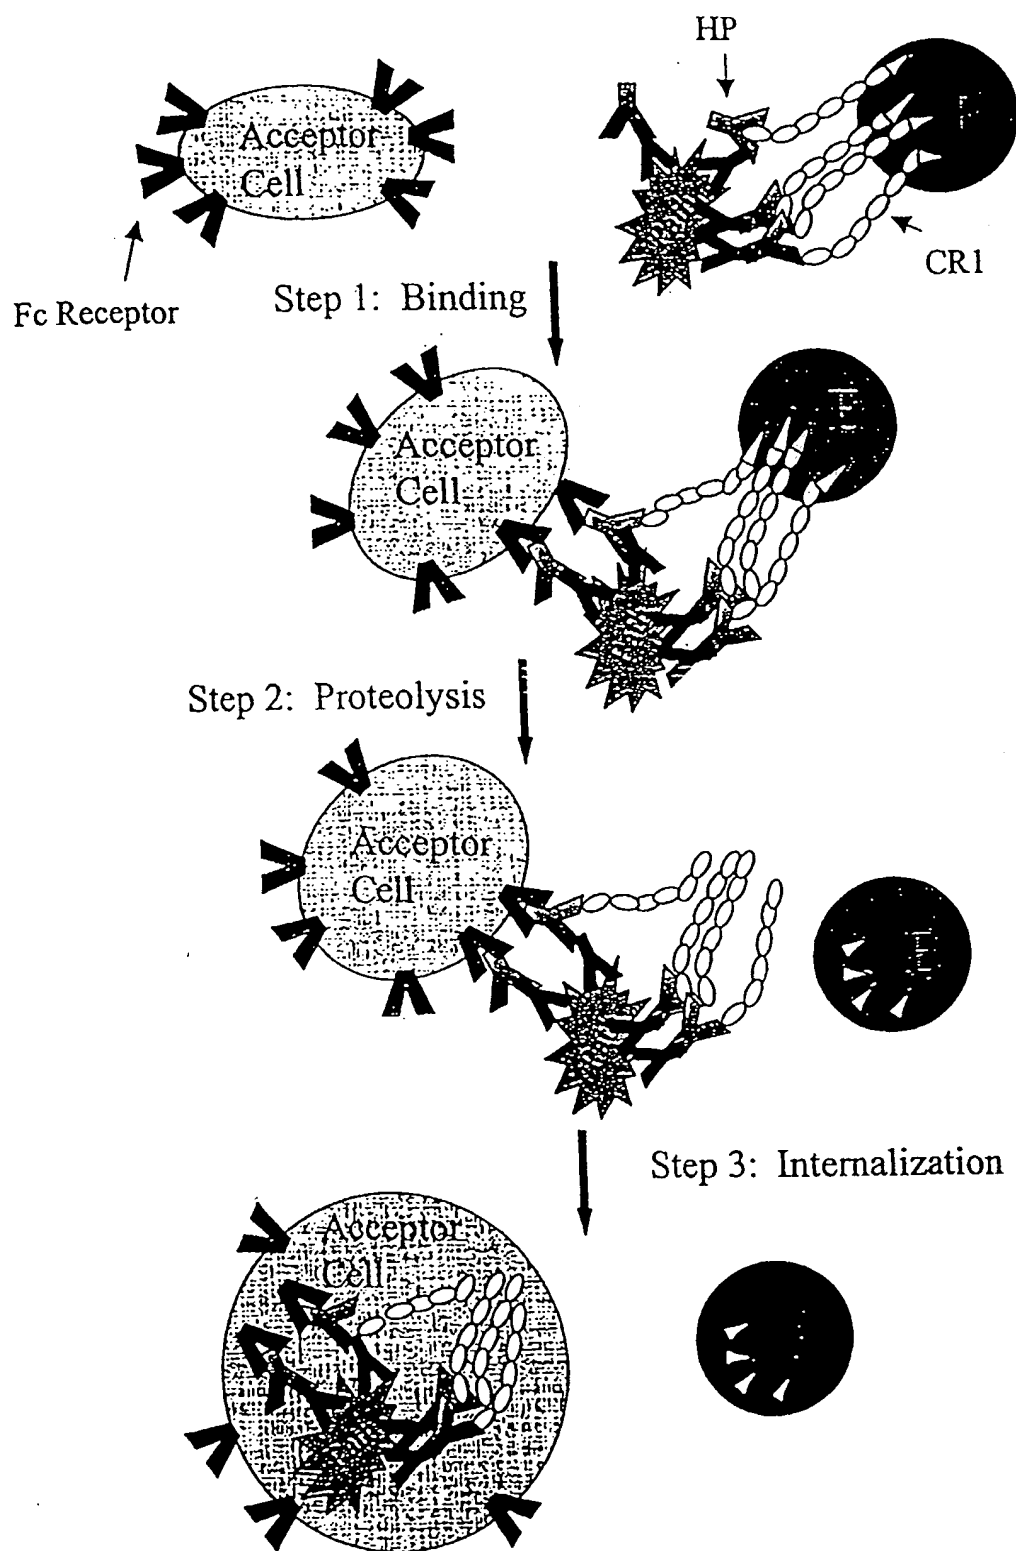 HP
Acceptor
Cell
E
CR1
Fc Receptor
Step 1: Binding
E
Acceptor
Cell
Step 2: Proteolysis
Acceptor
Cell
E
Step 3: Internalization
Acceptor
Cell